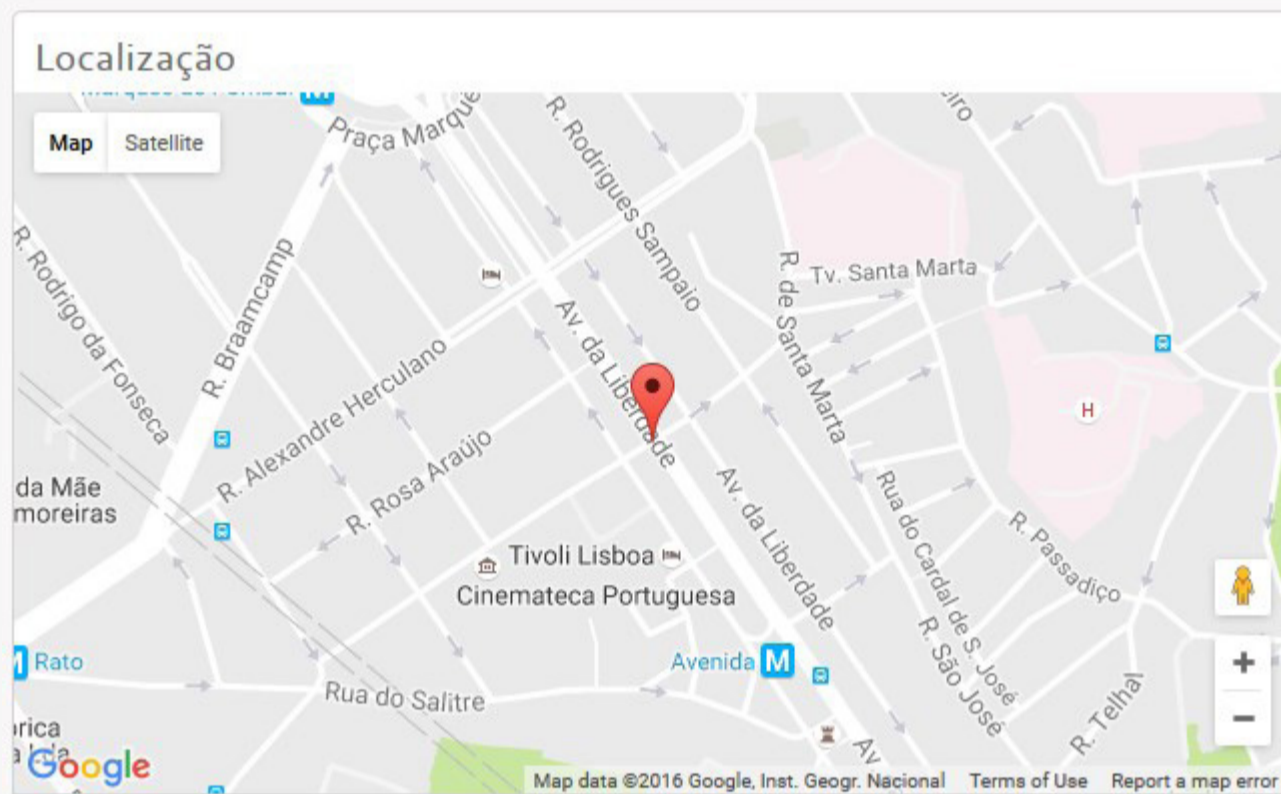 Localização
Map Satellite
Praça Marquê
R. Rodrigues Sampaio
R. Rodrigo da Fonseca
R. Braamcamp
Av. da Liberdade
R. de Santa Marta
Tv. Santa Marta
R. Alexandre Herculano
R. Rosa Araújo
H
da Mãe
moreiras
Av. da Liberdade
Rua do Cardal de S. José
R. Passadiço
Tivoli Lisboa
Cinemateca Portuguesa
M Rato
Avenida M
R. São José
R. Telhal
Rua do Salitre
Av
Google
Map data ©2016 Google, Inst. Geogr. Nacional Terms of Use Report a map error